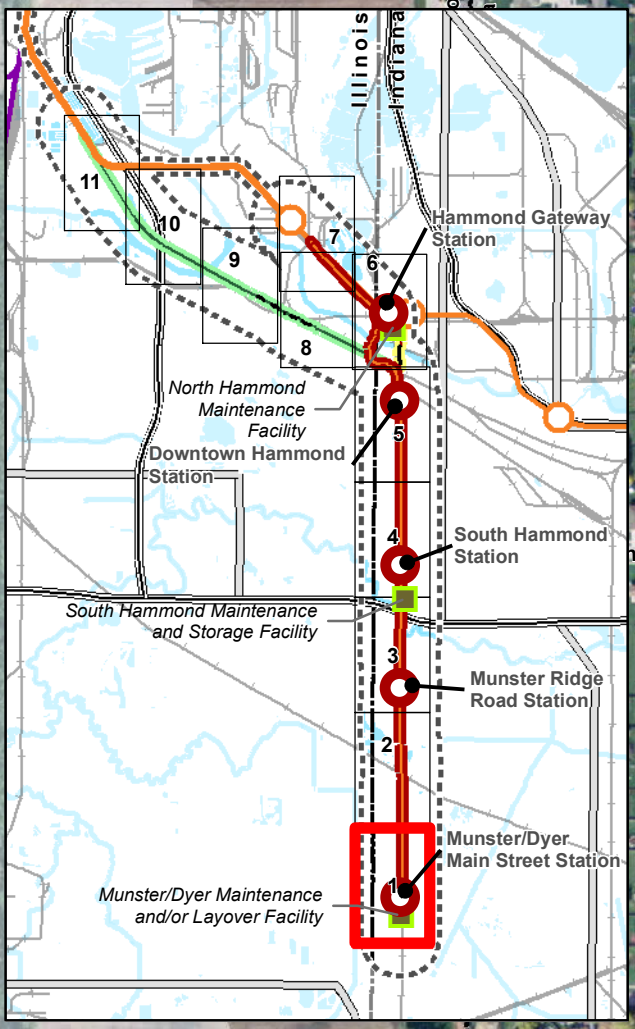 Illinois
Indiana
11
10
9
8
7
6
Hammond Gateway
Station
North Hammond
Maintenance
Facility
5
Downtown Hammond
Station
4
South Hammond
Station
South Hammond Maintenance
and Storage Facility
3
Munster Ridge
Road Station
2
Munster/Dyer
Main Street Station
1
Munster/Dyer Maintenance
and/or Layover Facility